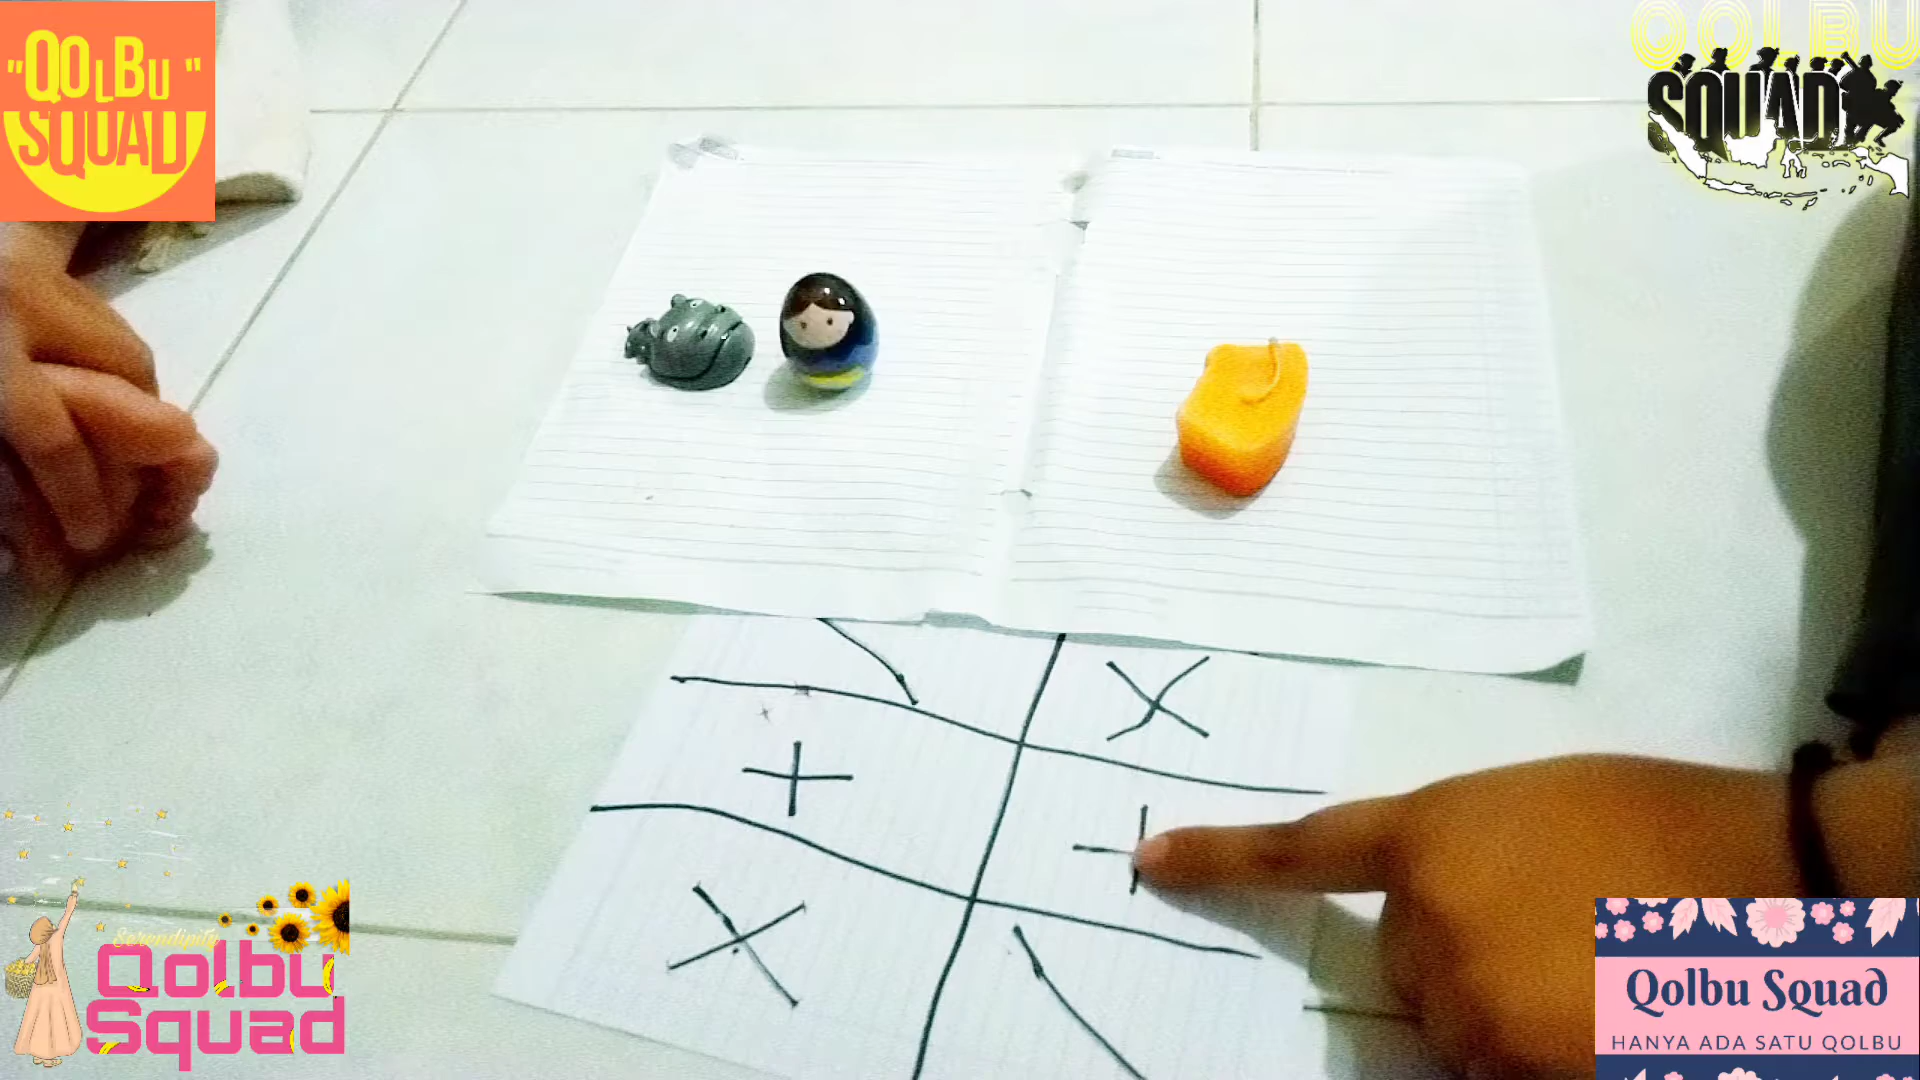 "QOLBU"
SQUAD
QOLBU
SQUAD
Serendipity
Qolbu
Squad
Qolbu Squad
HANYA ADA SATU QOLBU